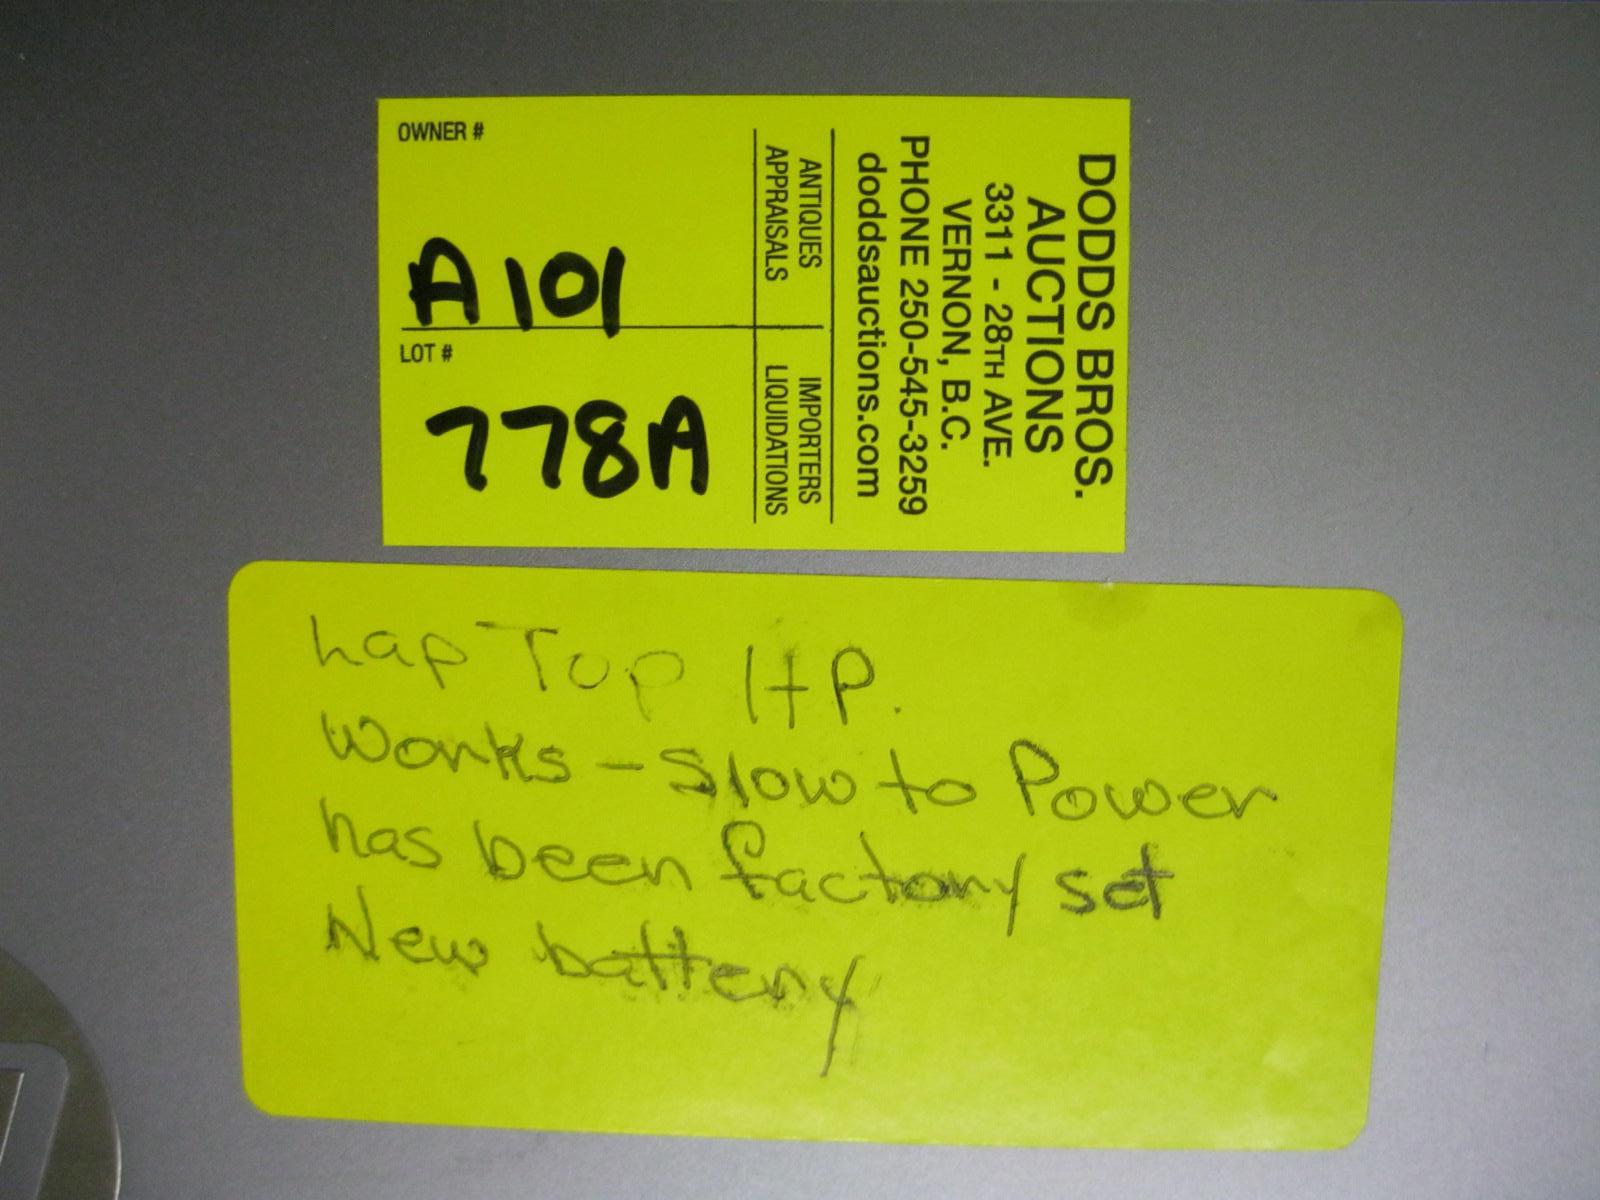 DODDS BROS.
AUCTIONS
3311 - 28TH AVE.
VERNON, B.C.
PHONE 250-545-3259
doddsauctions.com
ANTIQUES
APPRAISALS
IMPORTERS
LIQUIDATIONS
OWNER #
A101
LOT #
778A
Lap Top HP.
Works - Slow to Power
has been factory set
New battery